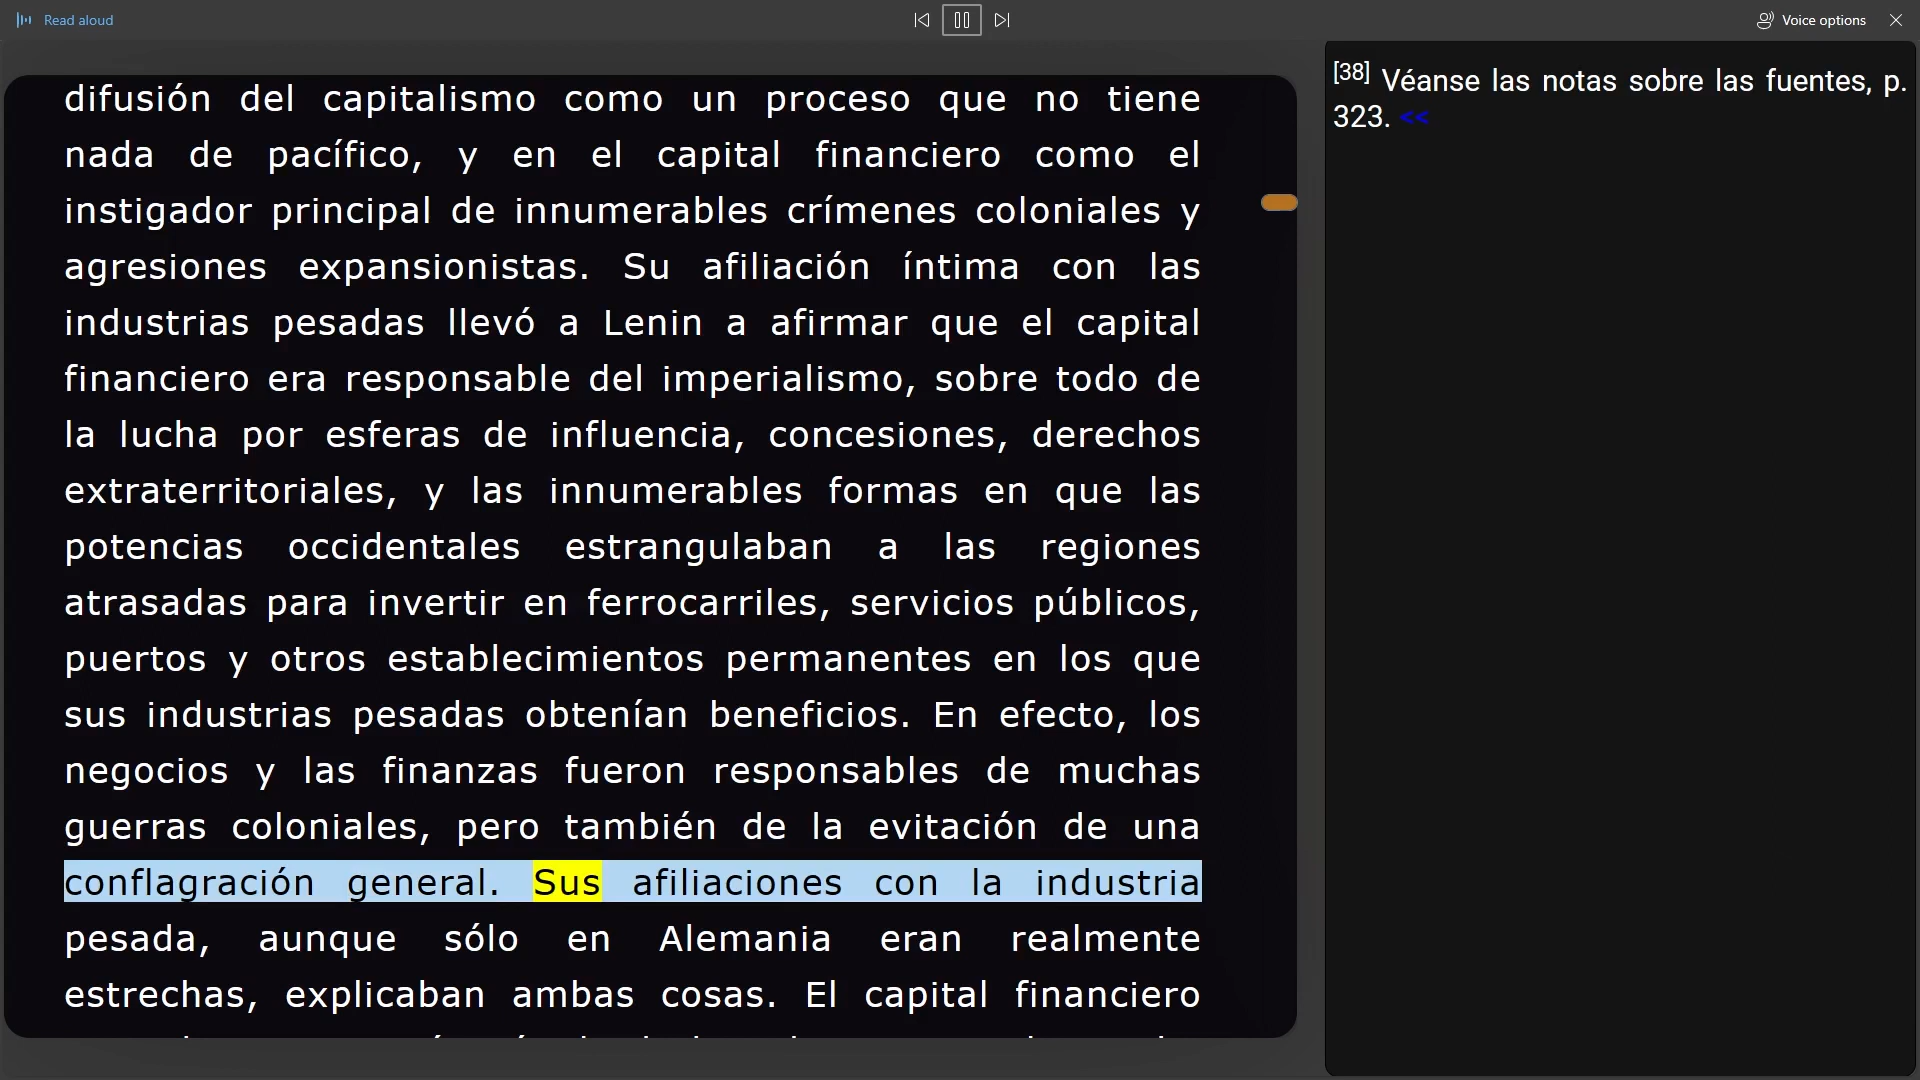 Read aloud
Voice options
difusión del capitalismo como un proceso que no tiene
nada de pacífico, y en el capital financiero como el
instigador principal de innumerables crímenes coloniales y
agresiones expansionistas. Su afiliación íntima con las
industrias pesadas llevó a Lenin a afirmar que el capital
financiero era responsable del imperialismo, sobre todo de
la lucha por esferas de influencia, concesiones, derechos
extraterritoriales, y las innumerables formas en que las
potencias occidentales estrangulaban a las regiones
atrasadas para invertir en ferrocarriles, servicios públicos,
puertos y otros establecimientos permanentes en los que
sus industrias pesadas obtenían beneficios. En efecto, los
negocios y las finanzas fueron responsables de muchas
guerras coloniales, pero también de la evitación de una
conflagración general. Sus afiliaciones con la industria
pesada, aunque sólo en Alemania eran realmente
estrechas, explicaban ambas cosas. El capital financiero
[38] Véanse las notas sobre las fuentes, p.
323. <<